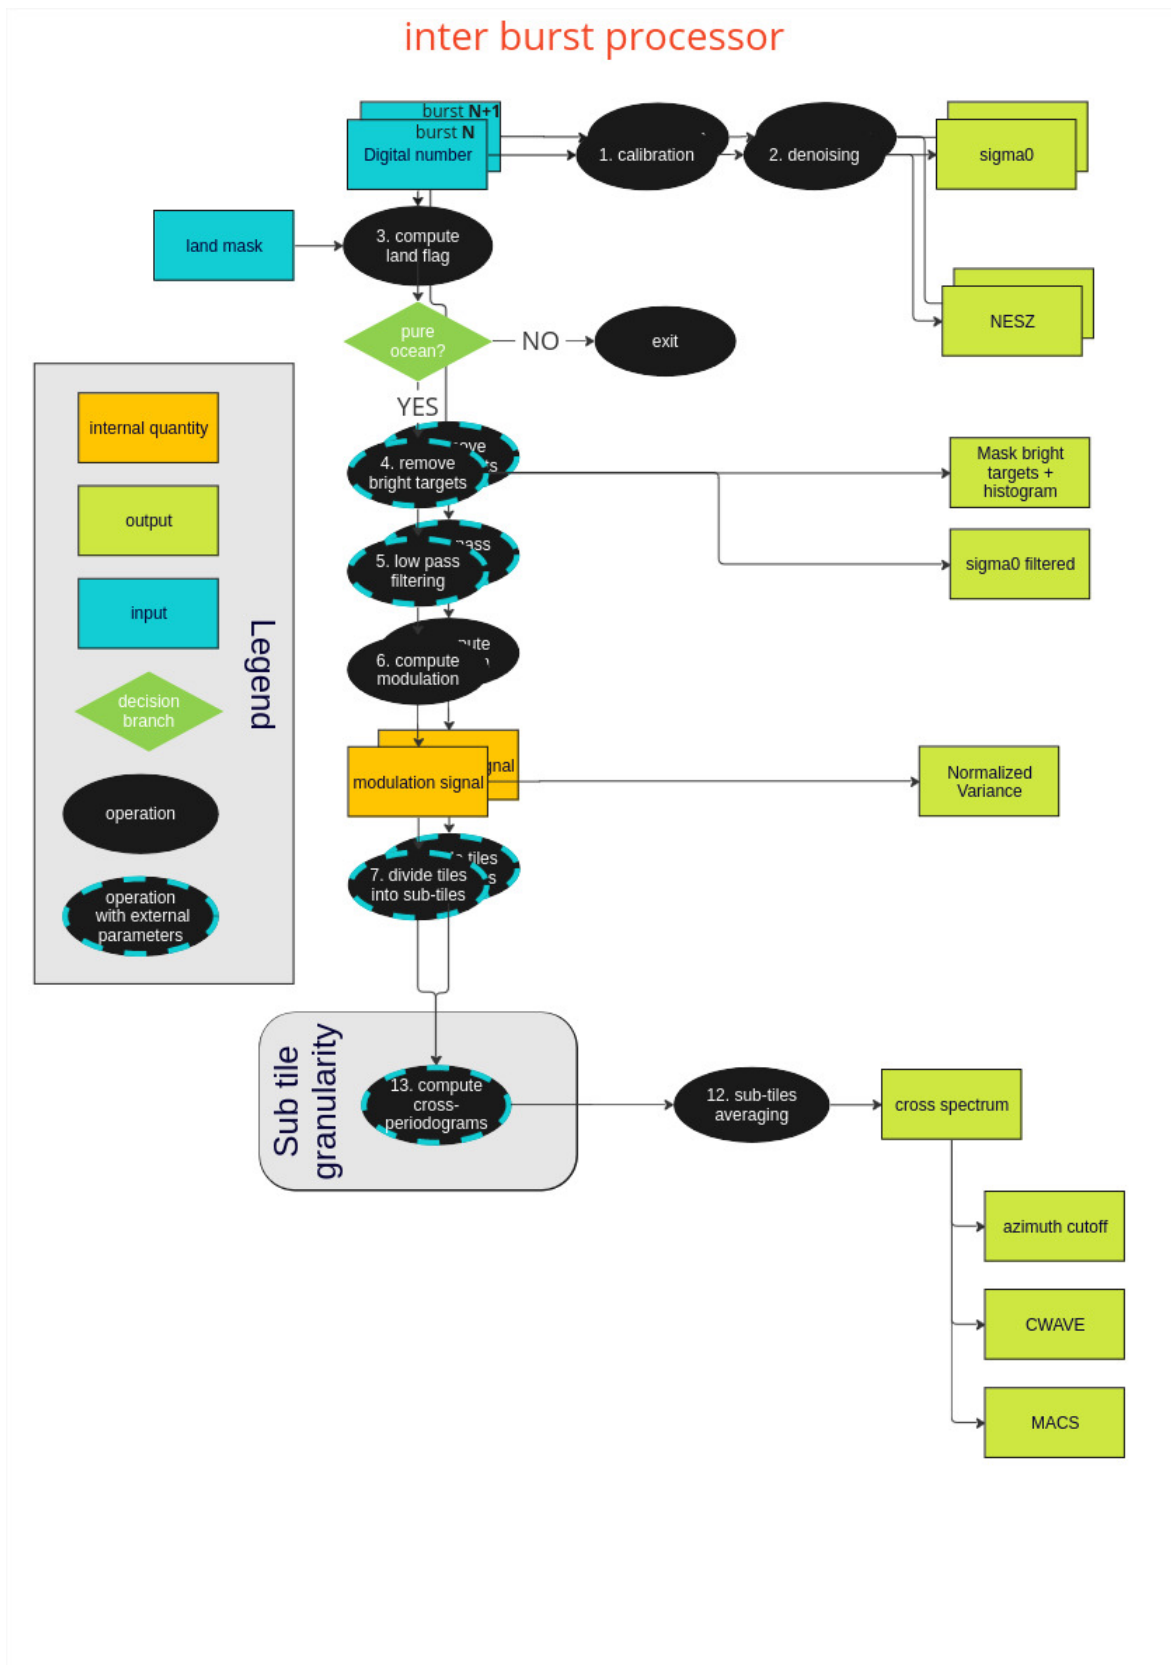 inter burst processor
burst N+1
burst N
Digital number
1. calibration
2. denoising
sigma0
land mask
3. compute
land flag
NESZ
pure
ocean?
NO
exit
YES
4. remove
bright targets
Mask bright
targets +
histogram
5. low pass
filtering
pass
sigma0 filtered
6. compute
modulation
modulation signal
Normalized
Variance
7. divide tiles
into sub-tiles
tiles
Legend
internal quantity
output
input
decision
branch
operation
operation
with external
parameters
Sub tile
granularity
13. compute
cross-
periodograms
12. sub-tiles
averaging
cross spectrum
azimuth cutoff
CWAVE
MACS